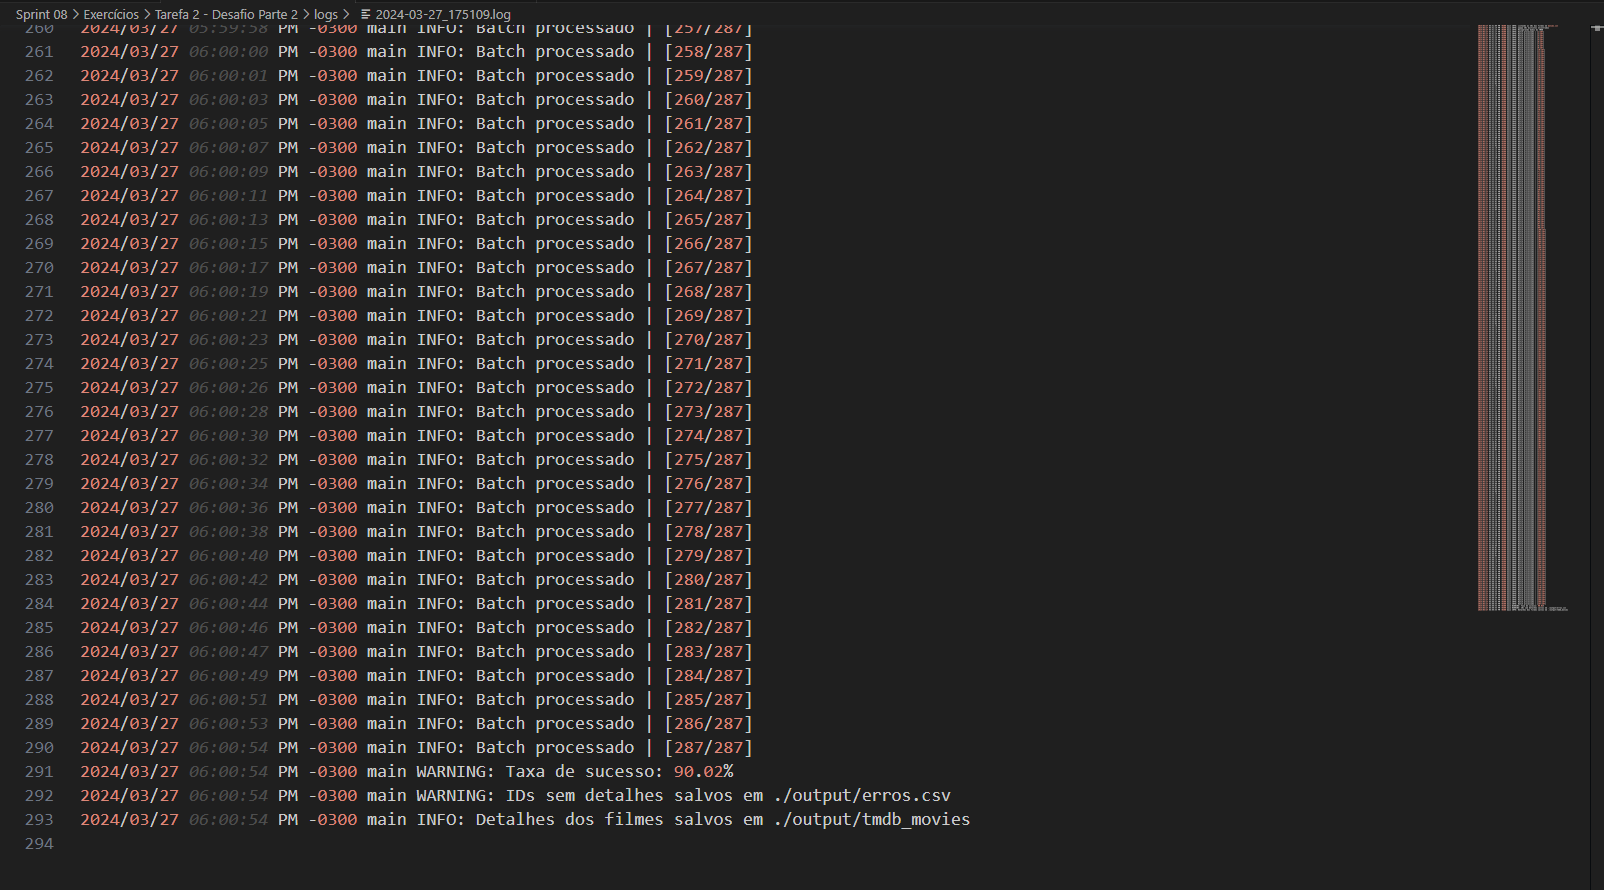 Sprint 08 > Exercícios > Tarefa 2 - Desafio Parte 2 > logs > 2024-03-27_175109.log
260 2024/03/27 05:59:58 PM -0300 main INFO: Batch processado | [257/287]
261 2024/03/27 06:00:00 PM -0300 main INFO: Batch processado | [258/287]
262 2024/03/27 06:00:01 PM -0300 main INFO: Batch processado | [259/287]
263 2024/03/27 06:00:03 PM -0300 main INFO: Batch processado | [260/287]
264 2024/03/27 06:00:05 PM -0300 main INFO: Batch processado | [261/287]
265 2024/03/27 06:00:07 PM -0300 main INFO: Batch processado | [262/287]
266 2024/03/27 06:00:09 PM -0300 main INFO: Batch processado | [263/287]
267 2024/03/27 06:00:11 PM -0300 main INFO: Batch processado | [264/287]
268 2024/03/27 06:00:13 PM -0300 main INFO: Batch processado | [265/287]
269 2024/03/27 06:00:15 PM -0300 main INFO: Batch processado | [266/287]
270 2024/03/27 06:00:17 PM -0300 main INFO: Batch processado | [267/287]
271 2024/03/27 06:00:19 PM -0300 main INFO: Batch processado | [268/287]
272 2024/03/27 06:00:21 PM -0300 main INFO: Batch processado | [269/287]
273 2024/03/27 06:00:23 PM -0300 main INFO: Batch processado | [270/287]
274 2024/03/27 06:00:25 PM -0300 main INFO: Batch processado | [271/287]
275 2024/03/27 06:00:26 PM -0300 main INFO: Batch processado | [272/287]
276 2024/03/27 06:00:28 PM -0300 main INFO: Batch processado | [273/287]
277 2024/03/27 06:00:30 PM -0300 main INFO: Batch processado | [274/287]
278 2024/03/27 06:00:32 PM -0300 main INFO: Batch processado | [275/287]
279 2024/03/27 06:00:34 PM -0300 main INFO: Batch processado | [276/287]
280 2024/03/27 06:00:36 PM -0300 main INFO: Batch processado | [277/287]
281 2024/03/27 06:00:38 PM -0300 main INFO: Batch processado | [278/287]
282 2024/03/27 06:00:40 PM -0300 main INFO: Batch processado | [279/287]
283 2024/03/27 06:00:42 PM -0300 main INFO: Batch processado | [280/287]
284 2024/03/27 06:00:44 PM -0300 main INFO: Batch processado | [281/287]
285 2024/03/27 06:00:46 PM -0300 main INFO: Batch processado | [282/287]
286 2024/03/27 06:00:47 PM -0300 main INFO: Batch processado | [283/287]
287 2024/03/27 06:00:49 PM -0300 main INFO: Batch processado | [284/287]
288 2024/03/27 06:00:51 PM -0300 main INFO: Batch processado | [285/287]
289 2024/03/27 06:00:53 PM -0300 main INFO: Batch processado | [286/287]
290 2024/03/27 06:00:54 PM -0300 main INFO: Batch processado | [287/287]
291 2024/03/27 06:00:54 PM -0300 main WARNING: Taxa de sucesso: 90.02%
292 2024/03/27 06:00:54 PM -0300 main WARNING: IDs sem detalhes salvos em ./output/erros.csv
293 2024/03/27 06:00:54 PM -0300 main INFO: Detalhes dos filmes salvos em ./output/tmdb_movies
294